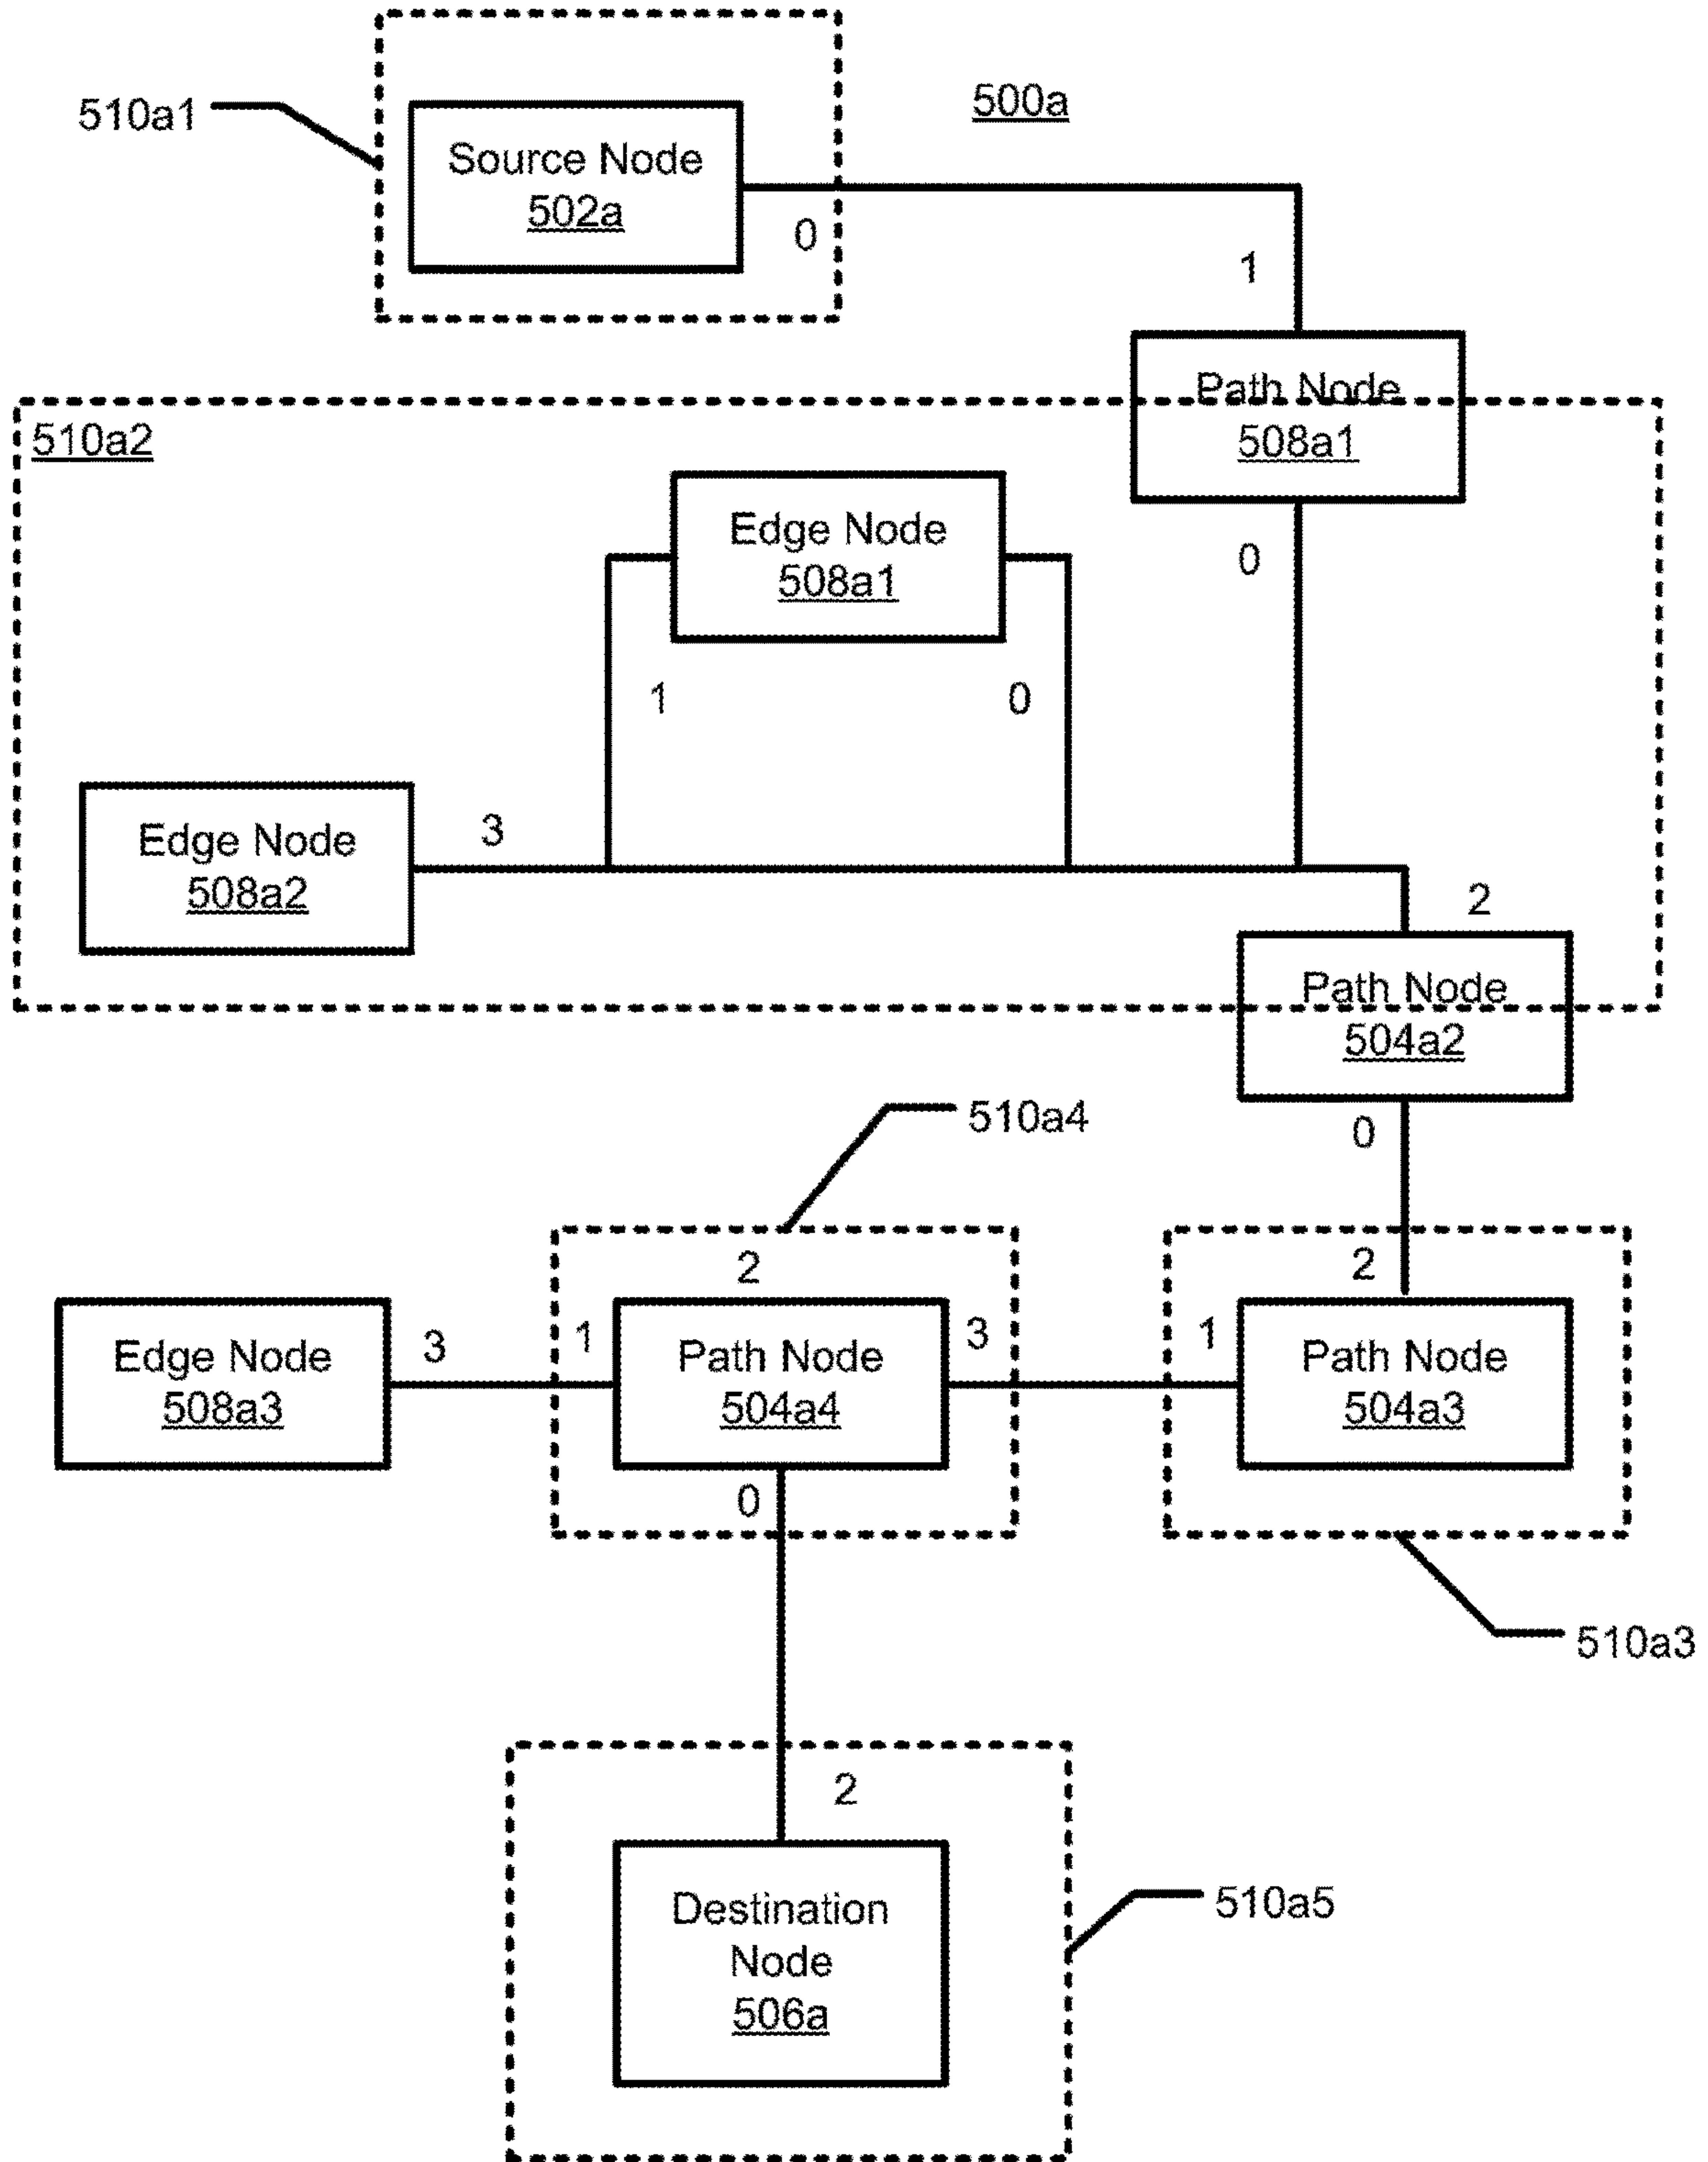 500a
510a1
Source Node
502a
0
1
Path Node
508a1
510a2
Edge Node
508a1
0
1
0
3
Edge Node
508a2
2
Path Node
504a2
0
510a4
2
2
Edge Node
508a3
3
1
Path Node
504a4
3
1
Path Node
504a3
0
510a3
2
Destination
Node
506a
510a5